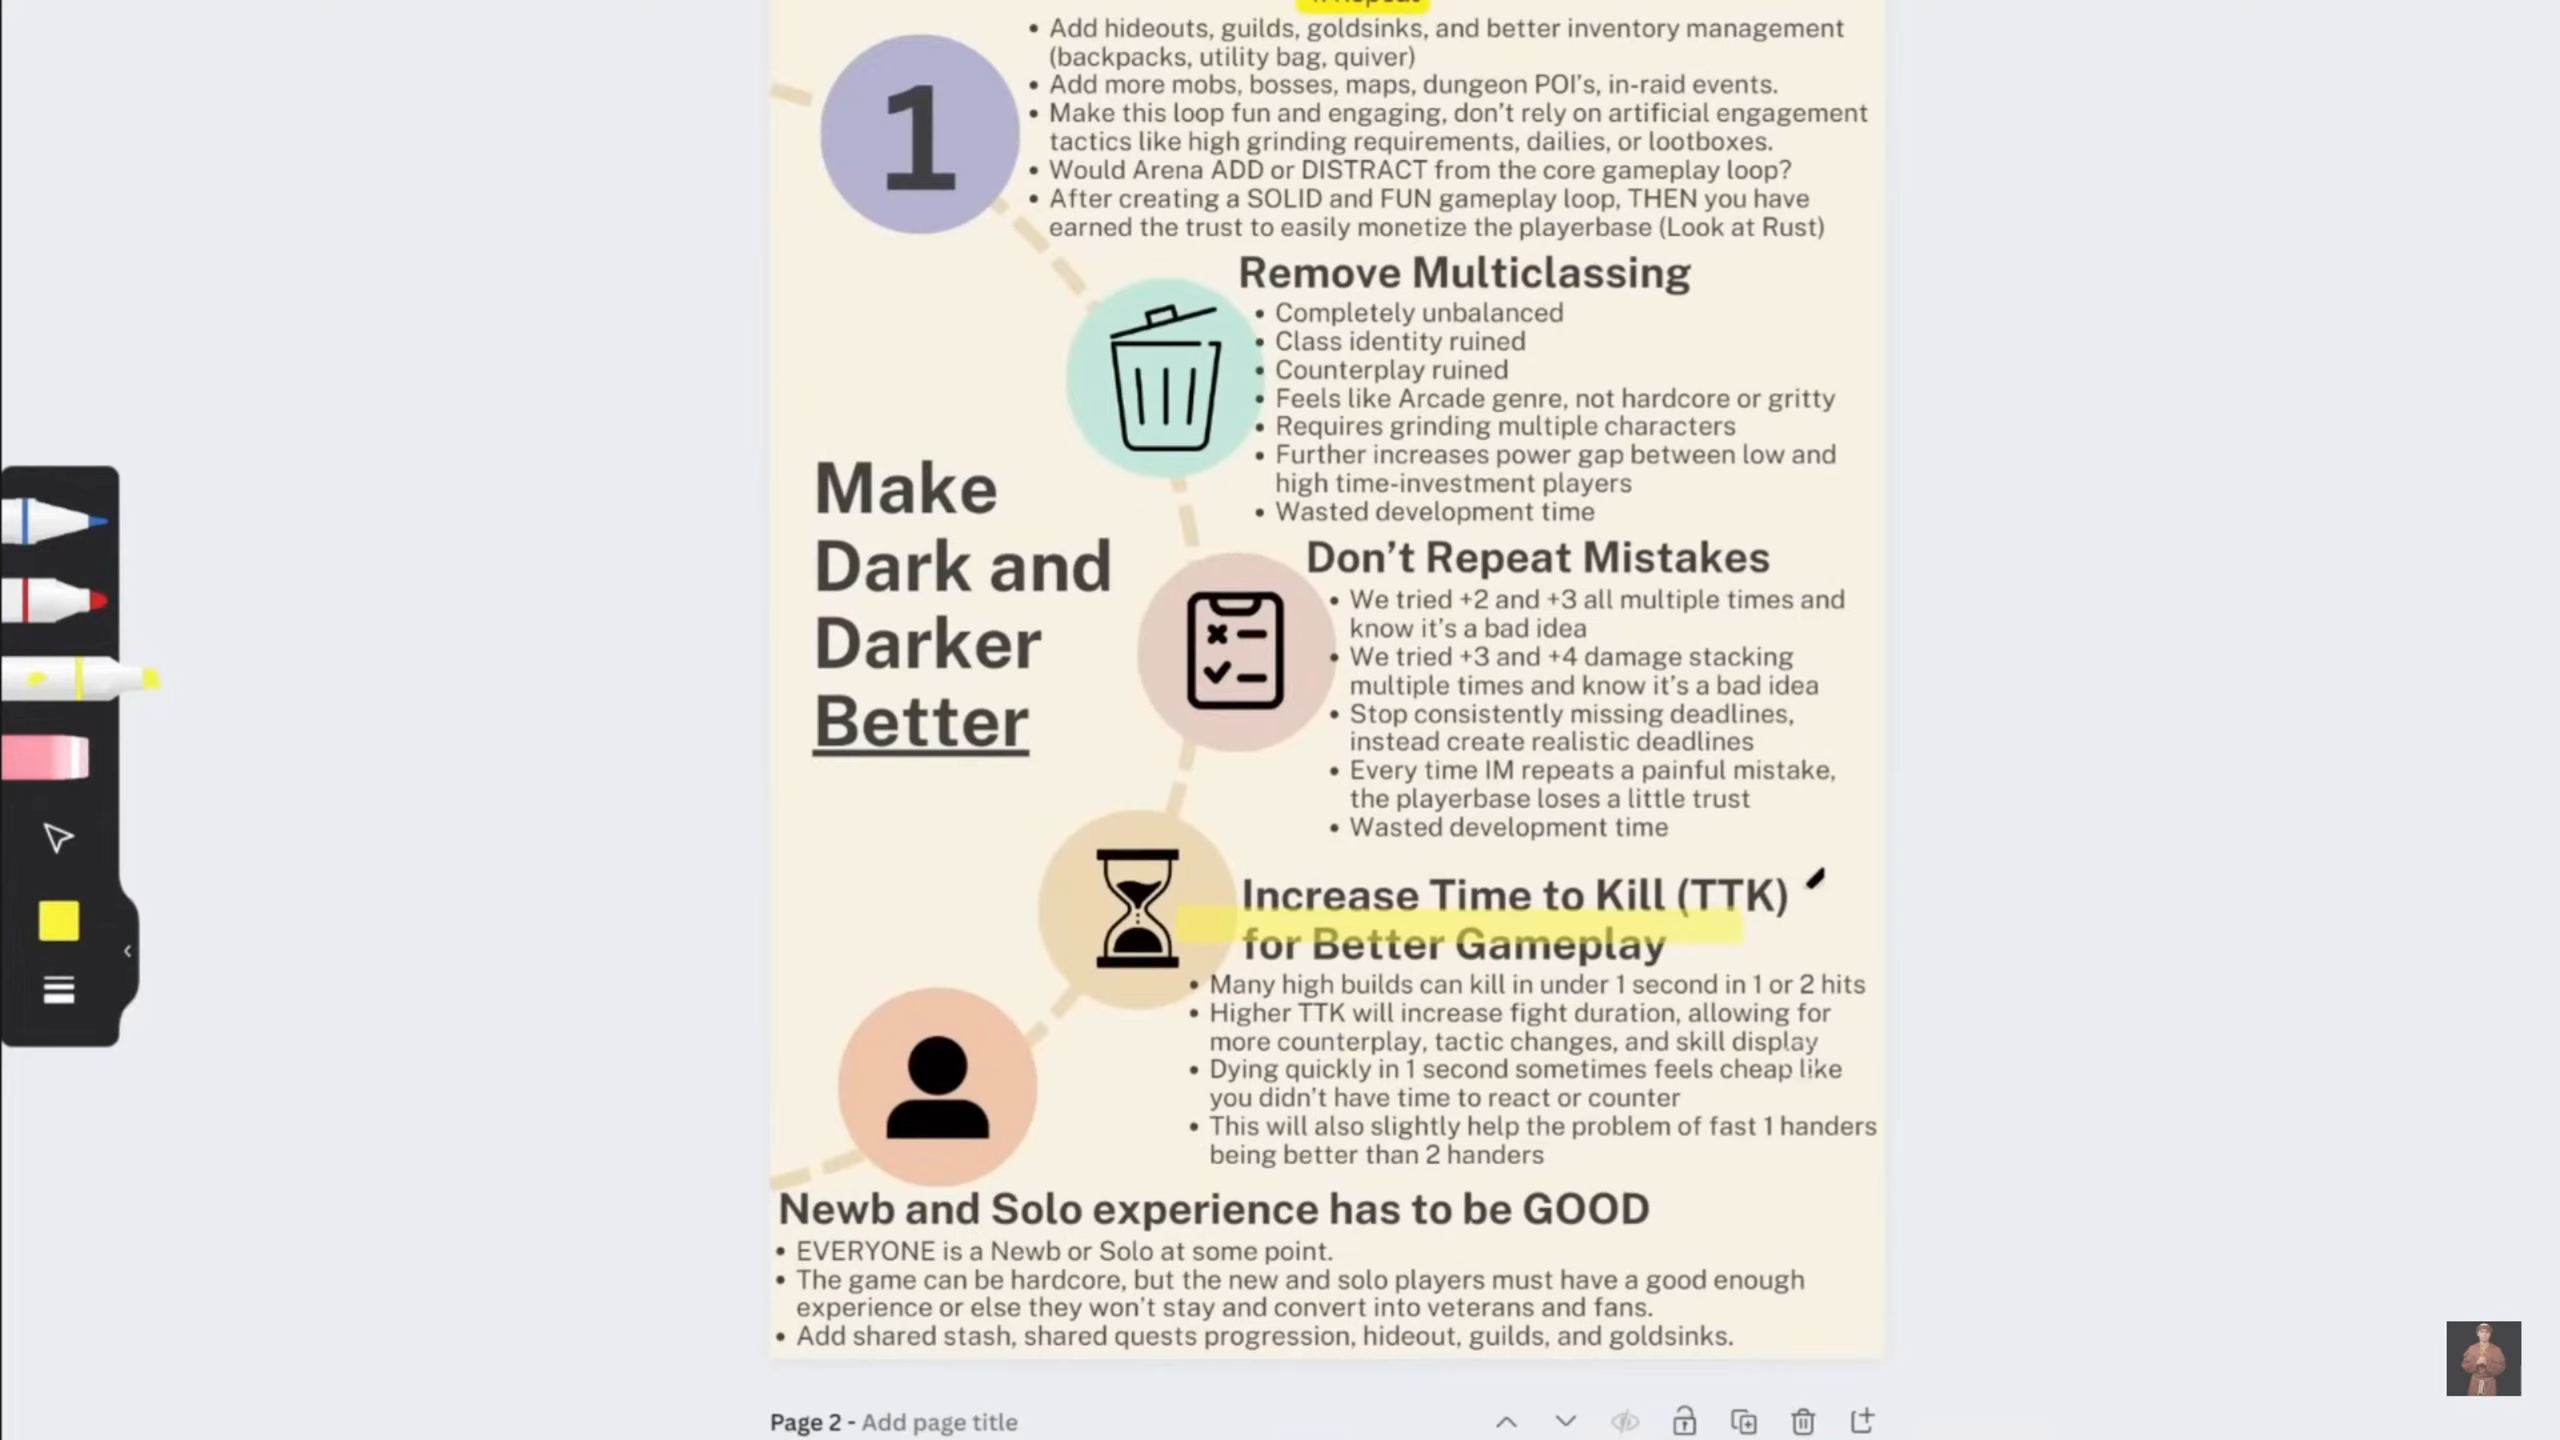 • Add hideouts, guilds, goldsinks, and better inventory management
(backpacks, utility bag, quiver)
• Add more mobs, bosses, maps, dungeon POI's, in-raid events.
• Make this loop fun and engaging, don't rely on artificial engagement
tactics like high grinding requirements, dailies, or lootboxes.
• Would Arena ADD or DISTRACT from the core gameplay loop?
• After creating a SOLID and FUN gameplay loop, THEN you have
earned the trust to easily monetize the playerbase (Look at Rust)
1
Remove Multiclassing
• Completely unbalanced
• Class identity ruined
• Counterplay ruined
• Feels like Arcade genre, not hardcore or gritty
• Requires grinding multiple characters
• Further increases power gap between low and
high time-investment players
• Wasted development time
Make
Dark and
Darker
Better
Don't Repeat Mistakes
• We tried +2 and +3 all multiple times and
know it's a bad idea
• We tried +3 and +4 damage stacking
multiple times and know it's a bad idea
• Stop consistently missing deadlines,
instead create realistic deadlines
• Every time IM repeats a painful mistake,
the playerbase loses a little trust
• Wasted development time
Increase Time to Kill (TTK)
for Better Gameplay
• Many high builds can kill in under 1 second in 1 or 2 hits
• Higher TTK will increase fight duration, allowing for
more counterplay, tactic changes, and skill display
• Dying quickly in 1 second sometimes feels cheap like
you didn't have time to react or counter
• This will also slightly help the problem of fast 1 handers
being better than 2 handers
Newb and Solo experience has to be GOOD
• EVERYONE is a Newb or Solo at some point.
• The game can be hardcore, but the new and solo players must have a good enough
experience or else they won't stay and convert into veterans and fans.
• Add shared stash, shared quests progression, hideout, guilds, and goldsinks.
Page 2 - Add page title